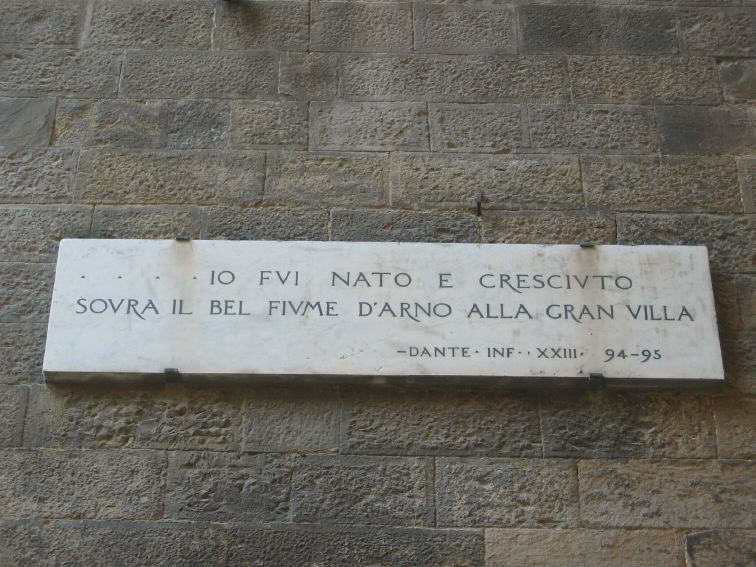 . . . . IO FVI NATO E CRESCIVTO
SOVRA IL BEL FIVME D'ARNO ALLA GRAN VILLA
–DANTE · INF · · XXIII · 94–95